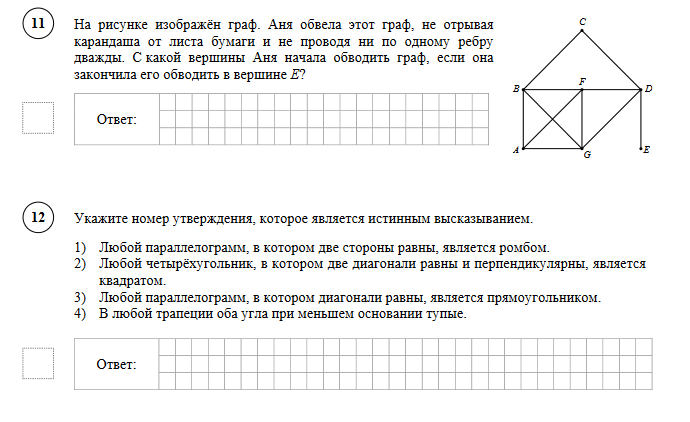 11
На рисунке изображён граф. Аня обвела этот граф, не отрывая
карандаша от листа бумаги и не проводя ни по одному ребру
дважды. С какой вершины Аня начала обводить граф, если она
закончила его обводить в вершине E?
Ответ:
C
B
F
D
A
G
E
12
Укажите номер утверждения, которое является истинным высказыванием.
1) Любой параллелограмм, в котором две стороны равны, является ромбом.
2) Любой четырёхугольник, в котором две диагонали равны и перпендикулярны, является
квадратом.
3) Любой параллелограмм, в котором диагонали равны, является прямоугольником.
4) В любой трапеции оба угла при меньшем основании тупые.
Ответ: